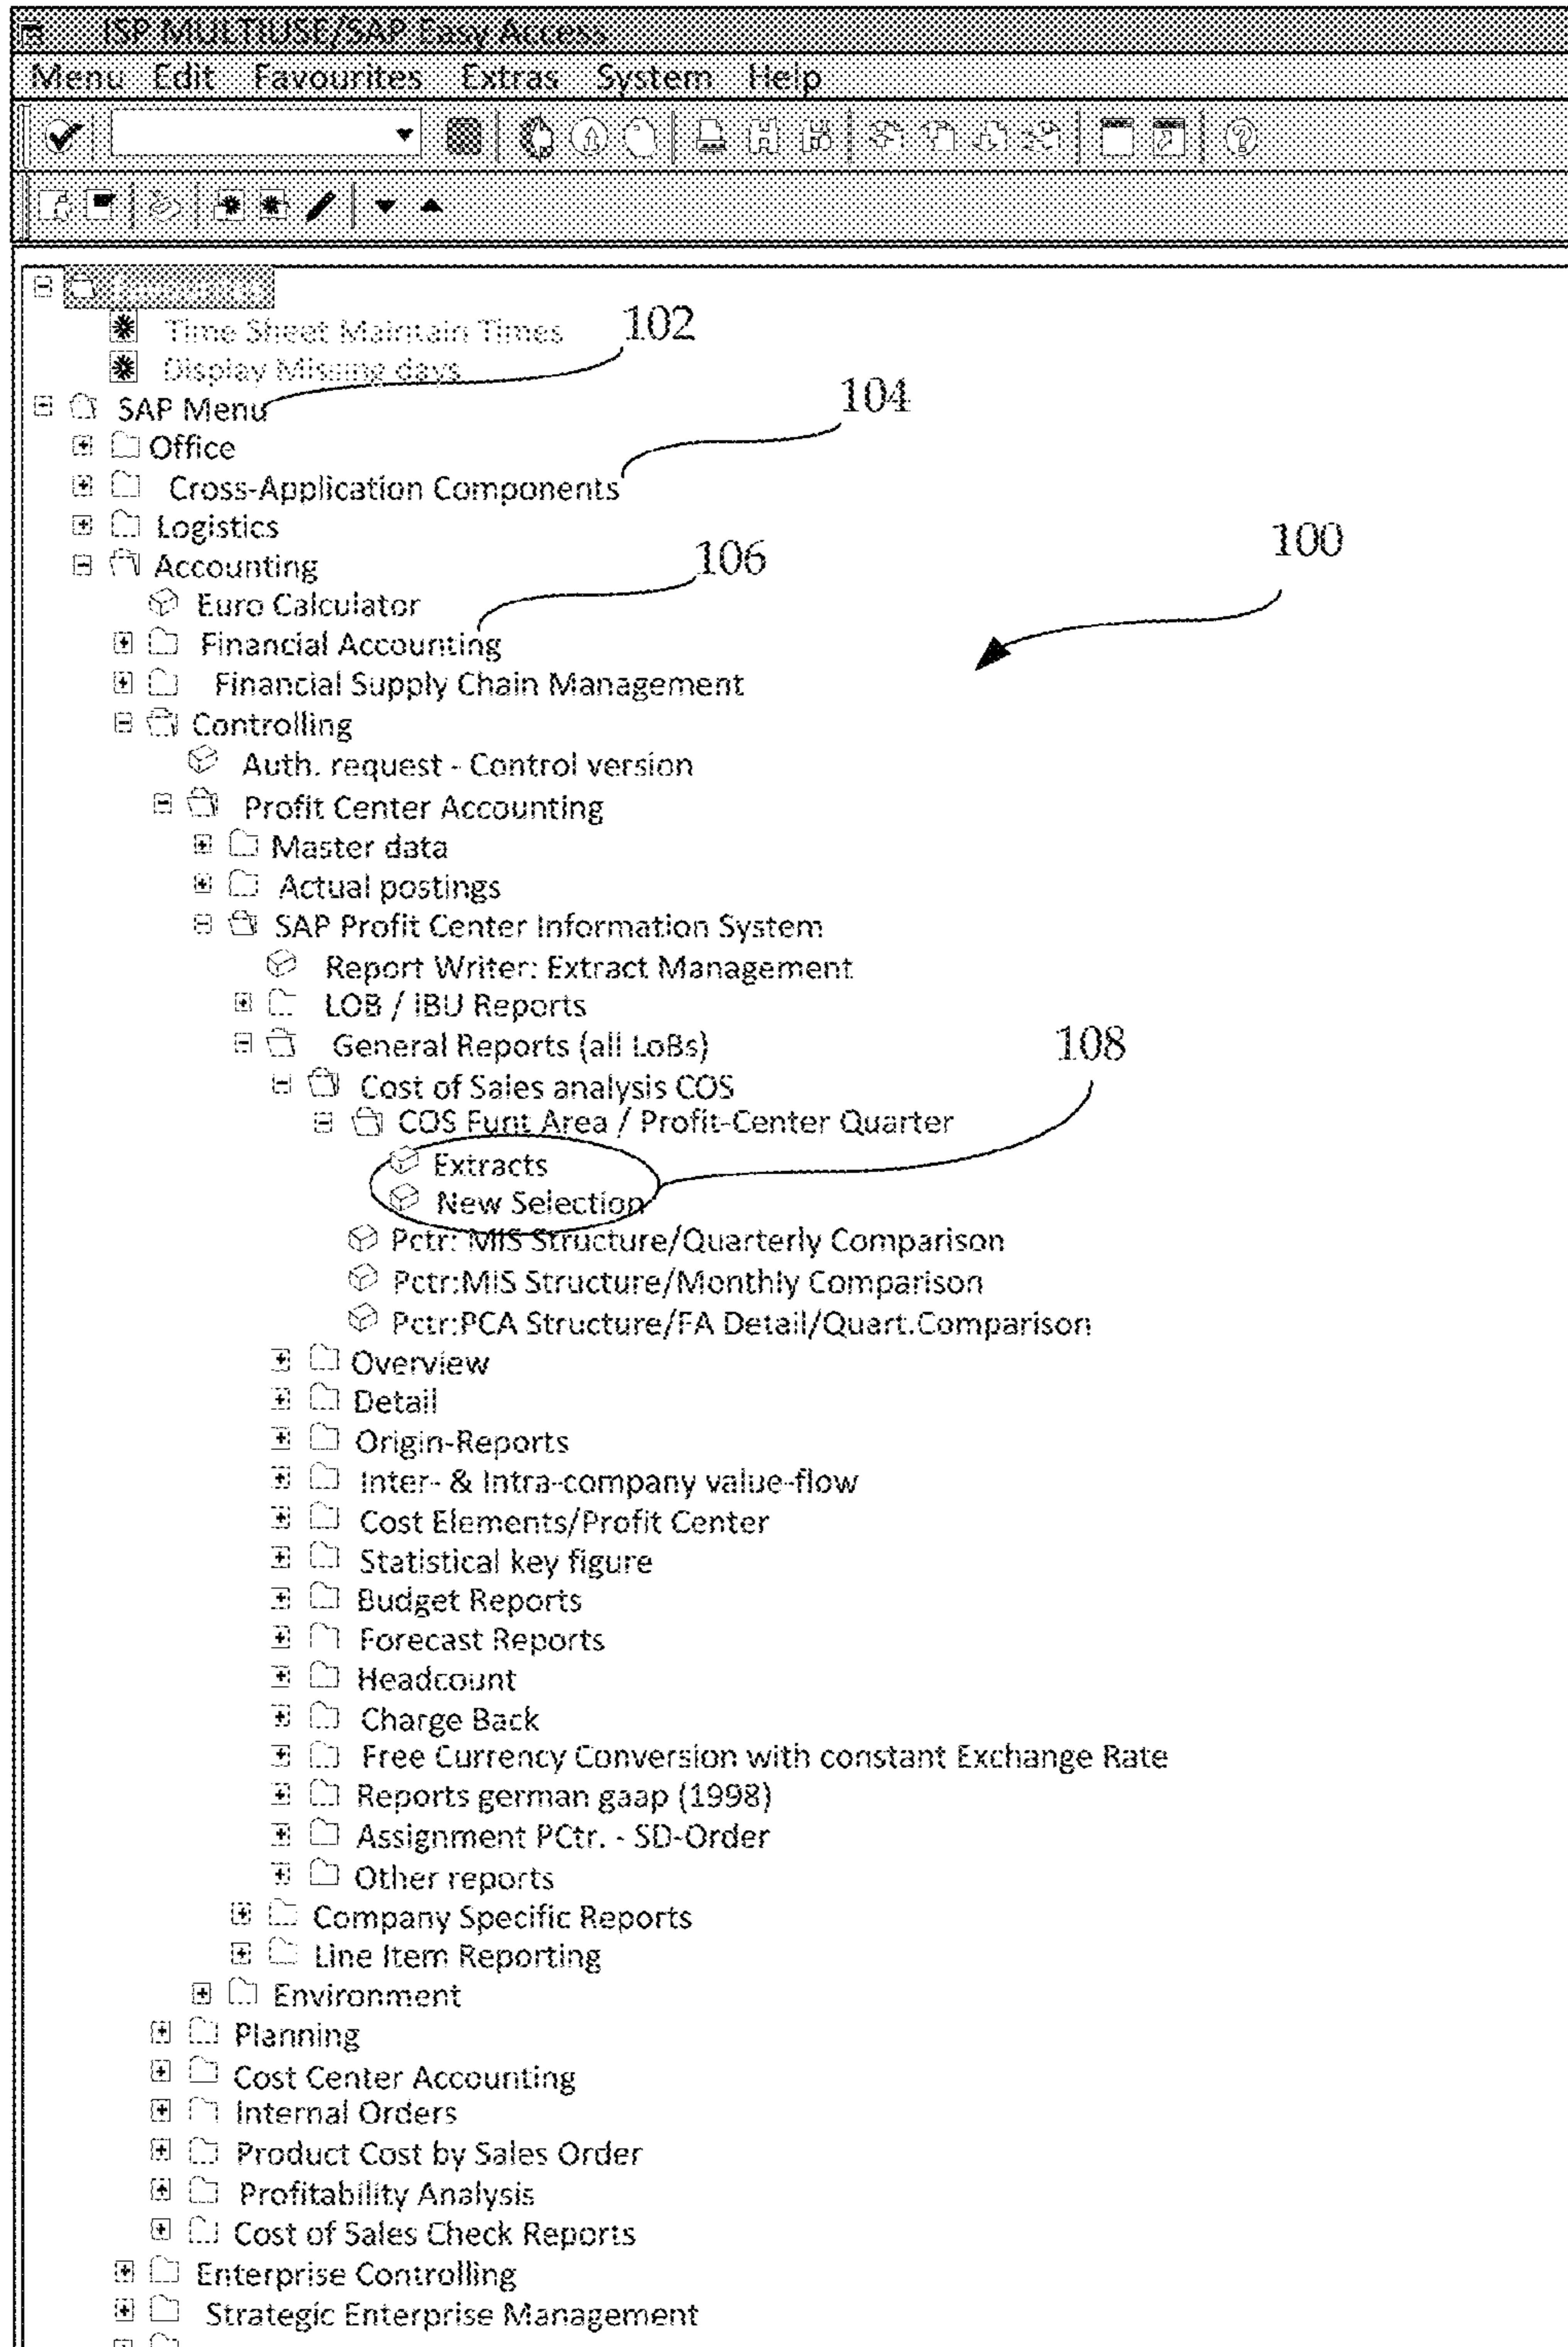 ISP MULTIUSE/SAP Easy Access
Menu Edit Favourites Extras System Help
Time Sheet Maintain Times
102
Display Missing days
104
SAP Menu
Office
Cross-Application Components
Logistics
100
106
Accounting
Euro Calculator
Financial Accounting
Financial Supply Chain Management
Controlling
Auth. request - Control version
Profit Center Accounting
Master data
Actual postings
SAP Profit Center Information System
Report Writer: Extract Management
LOB / IBU Reports
General Reports (all LoBs)
108
Cost of Sales analysis COS
COS Funt Area / Profit-Center Quarter
Extracts
New Selection
Pctr: MIS Structure/Quarterly Comparison
Pctr:MIS Structure/Monthly Comparison
Pctr:PCA Structure/FA Detail/Quart.Comparison
Overview
Detail
Origin-Reports
Inter- & Intra-company value-flow
Cost Elements/Profit Center
Statistical key figure
Budget Reports
Forecast Reports
Headcount
Charge Back
Free Currency Conversion with constant Exchange Rate
Reports german gaap (1998)
Assignment PCtr. - SD-Order
Other reports
Company Specific Reports
Line Item Reporting
Environment
Planning
Cost Center Accounting
Internal Orders
Product Cost by Sales Order
Profitability Analysis
Cost of Sales Check Reports
Enterprise Controlling
Strategic Enterprise Management